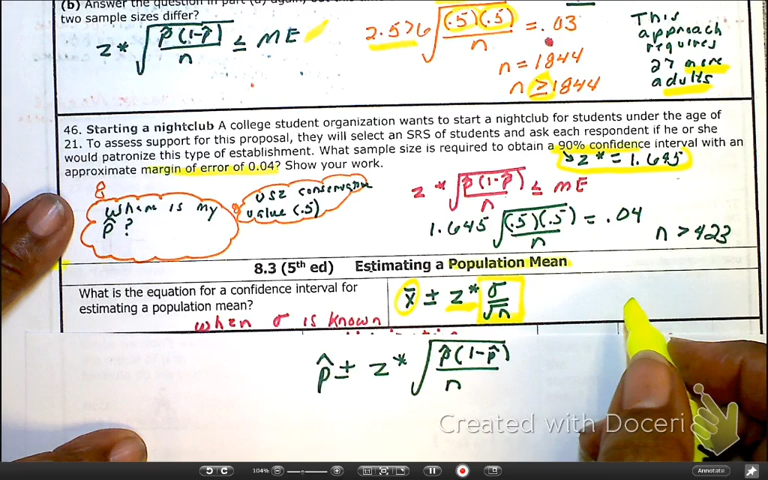 two sample sizes differ?
z* √p̂(1-p̂)/n ≤ ME
2.576 √(.5)(.5)/n = .03
n = 1844
n ≥ 1844
This
approach
requires
27 more
adults
46. Starting a nightclub A college student organization wants to start a nightclub for students under the age of
21. To assess support for this proposal, they will select an SRS of students and ask each respondent if he or she
would patronize this type of establishment. What sample size is required to obtain a 90% confidence interval with an
approximate margin of error of 0.04? Show your work.
→ z* = 1.645
Where is my
p̂ ?
use conservative
value (.5)
z* √p̂(1-p̂)/n ≤ ME
1.645 √(.5)(.5)/n = .04
n > 423
8.3 (5th ed) Estimating a Population Mean
What is the equation for a confidence interval for
estimating a population mean?
x̄ ± z* σ/√n
when σ is known
p̂ ± z* √p̂(1-p̂)/n
Created with Doceri
104%
Annotate